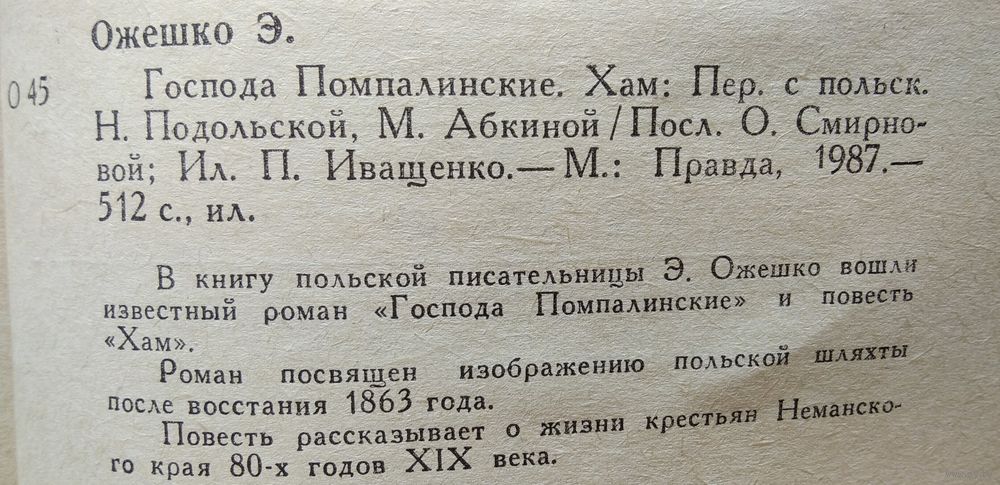 Ожешко Э.
О 45
Господа Помпалинские. Хам: Пер. с польск.
Н. Подольской, М. Абкиной / Посл. О. Смирно-
вой; Ил. П. Иващенко.— М.: Правда, 1987.—
512 с., ил.
В книгу польской писательницы Э. Ожешко вошли
известный роман «Господа Помпалинские» и повесть
«Хам».
Роман посвящен изображению польской шляхты
после восстания 1863 года.
Повесть рассказывает о жизни крестьян Неманско-
го края 80-х годов XIX века.